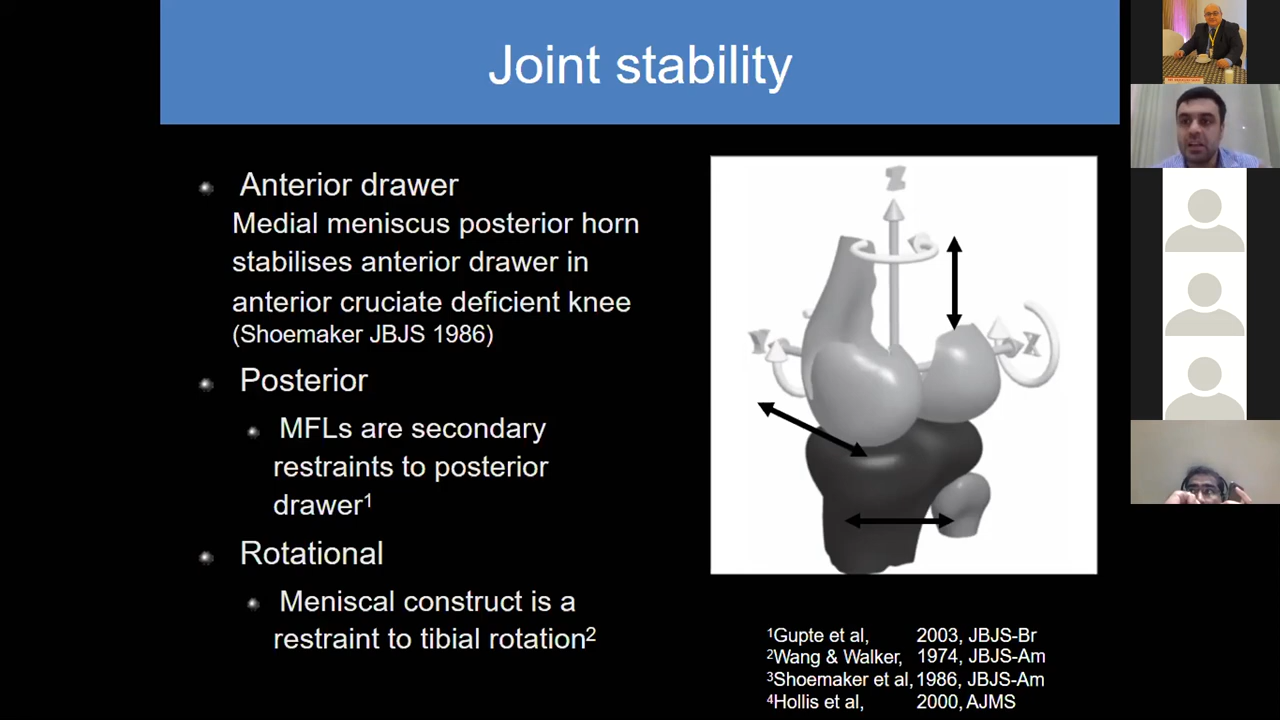 Joint stability
Anterior drawer
Medial meniscus posterior horn
stabilises anterior drawer in
anterior cruciate deficient knee
(Shoemaker JBJS 1986)
Posterior
MFLs are secondary
restraints to posterior
drawer¹
Rotational
Meniscal construct is a
restraint to tibial rotation²
Z
Y
X
¹Gupte et al, 2003, JBJS-Br
²Wang & Walker, 1974, JBJS-Am
³Shoemaker et al, 1986, JBJS-Am
⁴Hollis et al, 2000, AJMS